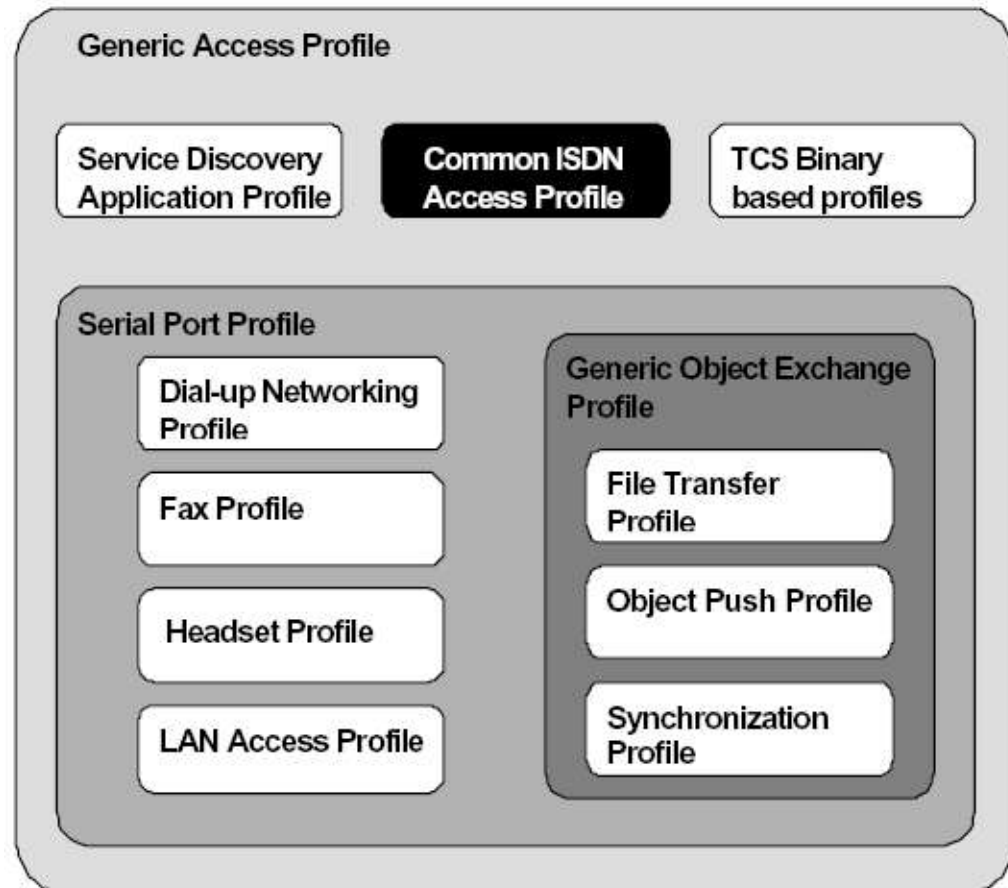 Generic Access Profile
Service Discovery
Application Profile
Common ISDN
Access Profile
TCS Binary
based profiles
Serial Port Profile
Dial-up Networking
Profile
Fax Profile
Headset Profile
LAN Access Profile
Generic Object Exchange
Profile
File Transfer
Profile
Object Push Profile
Synchronization
Profile